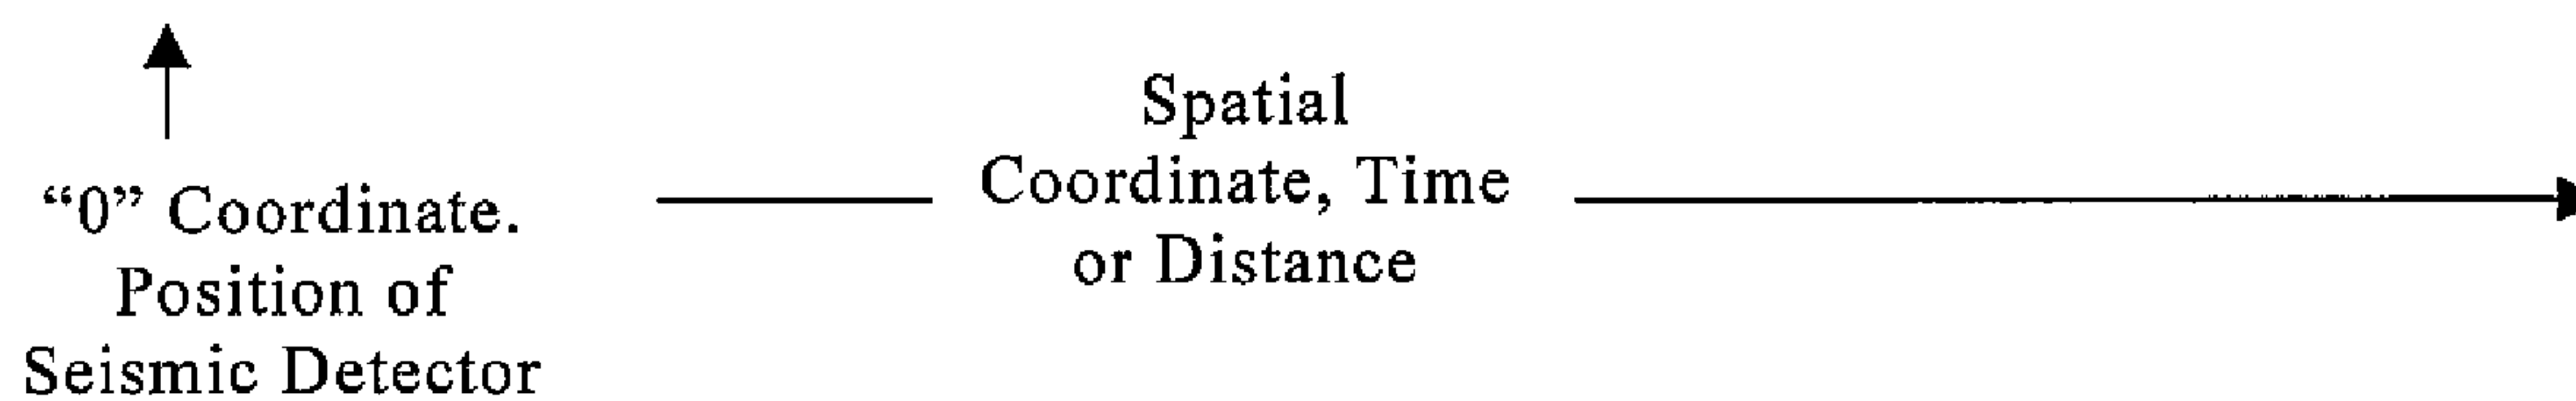 “0” Coordinate.
Position of
Seismic Detector
Spatial
Coordinate, Time
or Distance